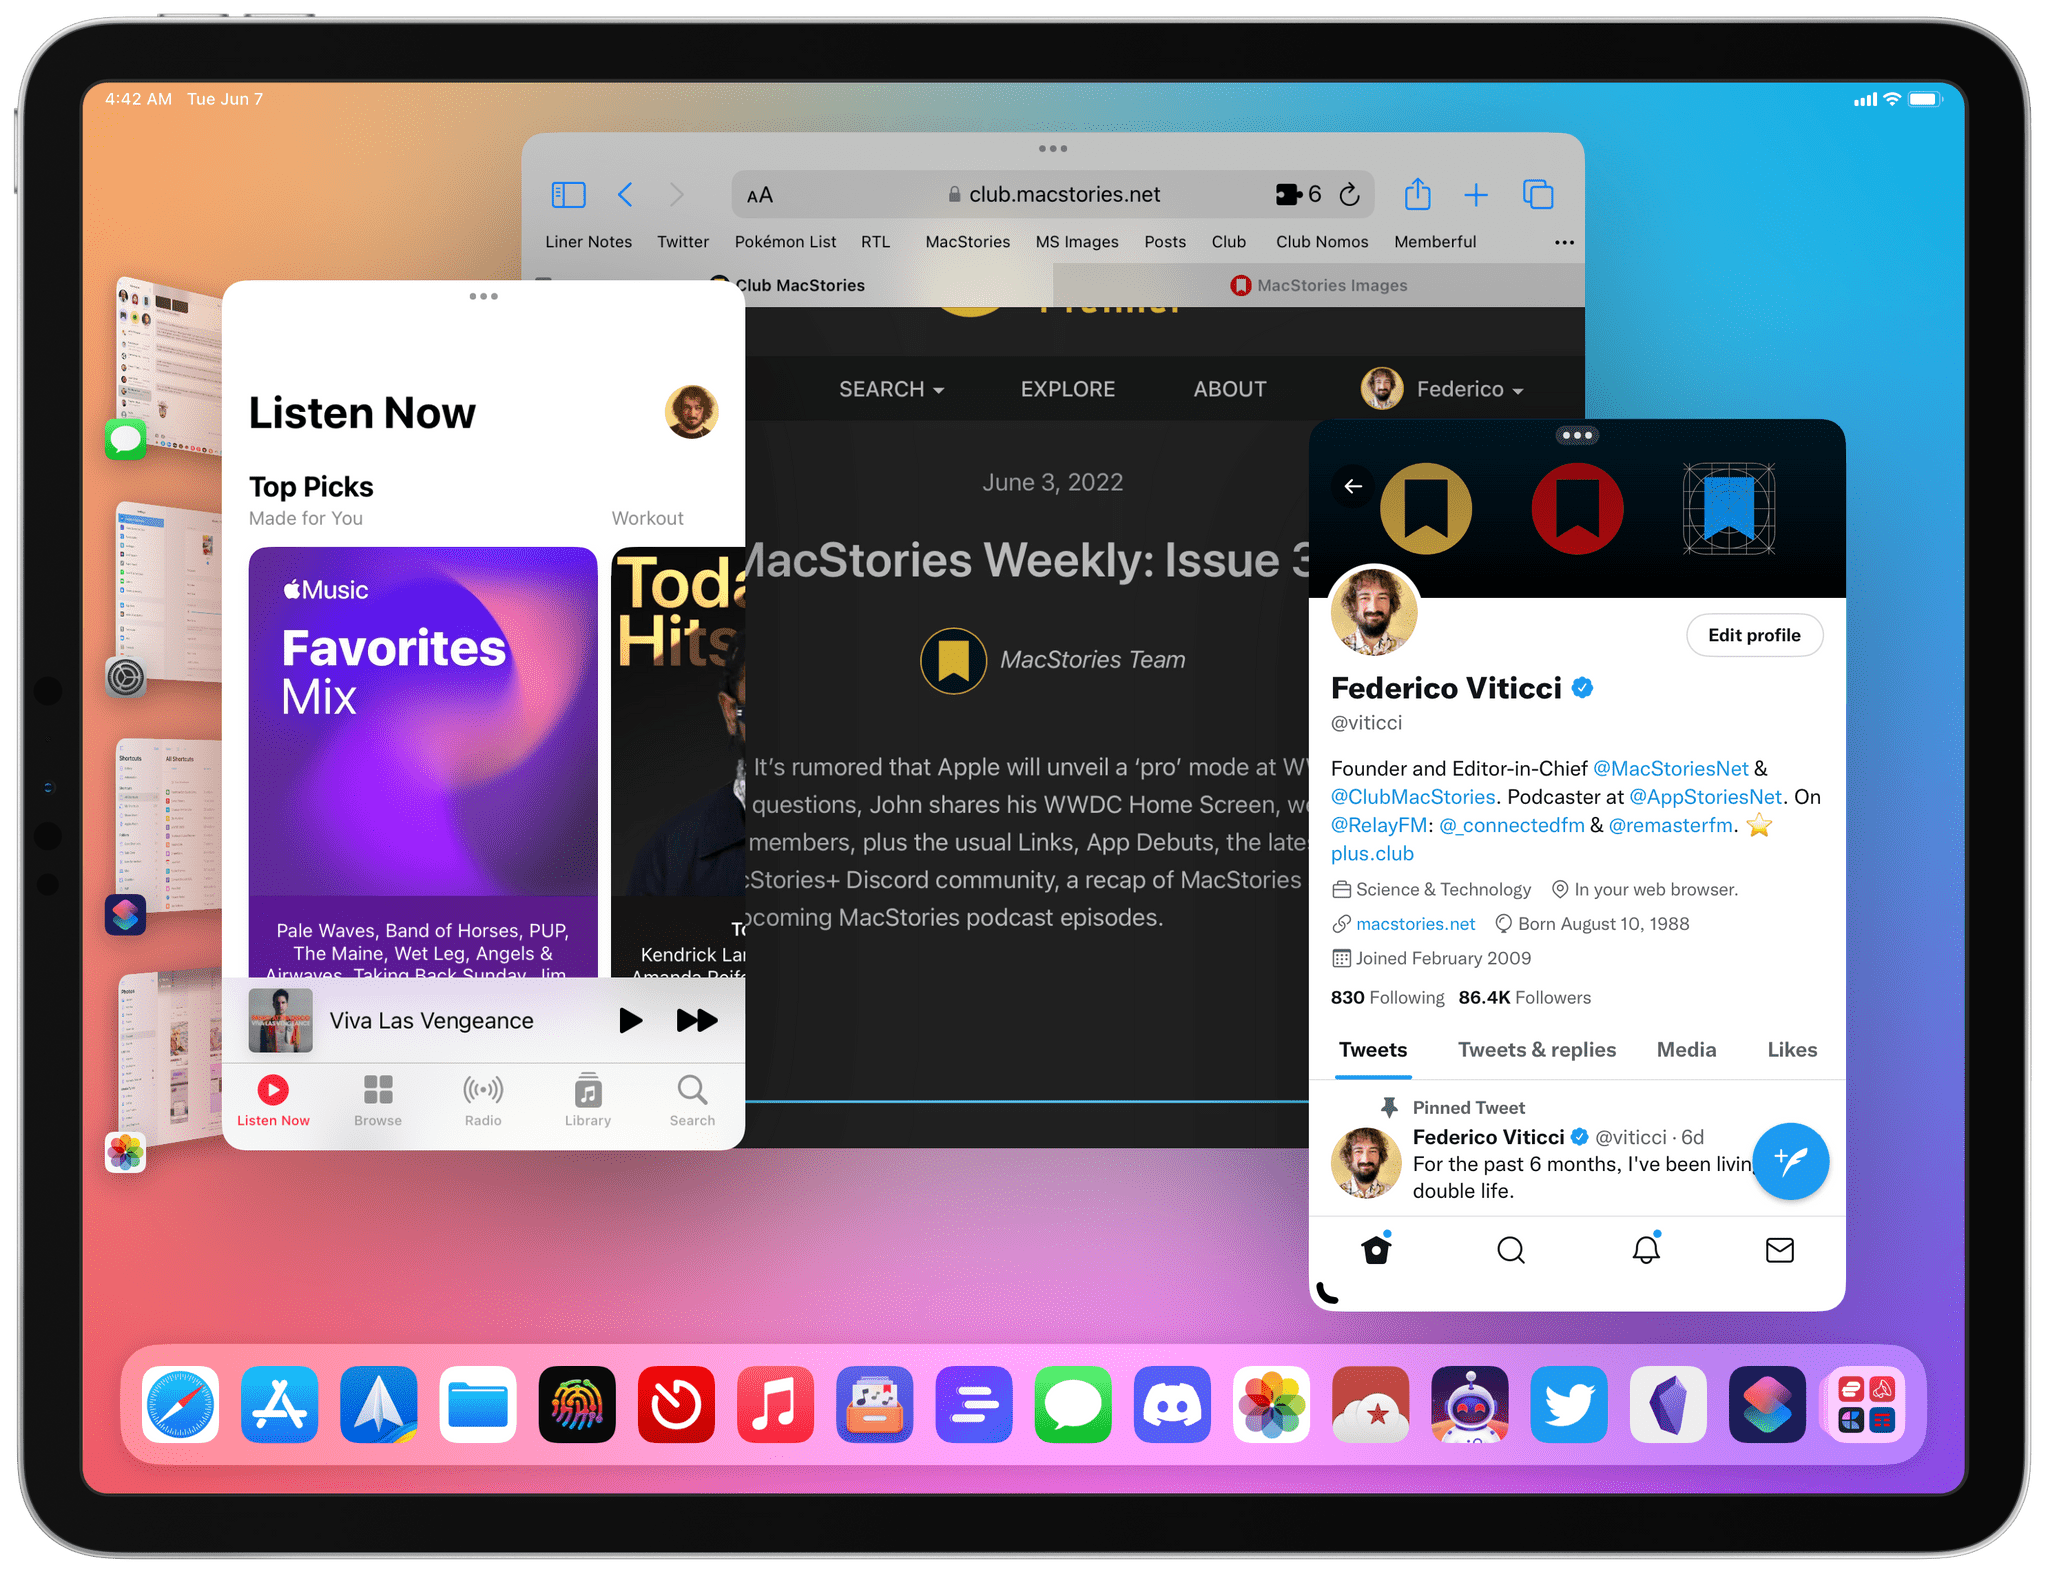 4:42 AM Tue Jun 7
AA
club.macstories.net
6
Liner Notes Twitter Pokémon List RTL MacStories MS Images Posts Club Club Nomos Memberful
Club MacStories
MacStories Images
Premier
SEARCH EXPLORE ABOUT Federico
June 3, 2022
MacStories Weekly: Issue 3
MacStories Team
It's rumored that Apple will unveil a 'pro' mode at
questions, John shares his WWDC Home Screen,
members, plus the usual Links, App Debuts, the
Stories+ Discord community, a recap of MacStories
MacStories podcast episodes.
Listen Now
Top Picks
Made for You
Workout
Music
Favorites
Mix
Pale Waves, Band of Horses, PUP,
The Maine, Wet Leg, Angels &
Airwaves, Taking Back Sunday, Jim
Toda
Hits
To
Kendrick La
Amanda
Viva Las Vengeance
Listen Now Browse Radio Library Search
Shortcuts
All Shortcuts
Photos
Edit profile
Federico Viticci
@viticci
Founder and Editor-in-Chief @MacStoriesNet &
@ClubMacStories. Podcaster at @AppStoriesNet. On
@RelayFM: @_connectedfm & @remasterfm. ⭐
plus.club
Science & Technology In your web browser.
macstories.net Born August 10, 1988
Joined February 2009
830 Following 86.4K Followers
Tweets Tweets & replies Media Likes
Pinned Tweet
Federico Viticci @viticci · 6d
For the past 6 months, I've been livin
double life.